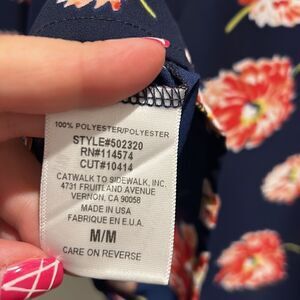 100% POLYESTER/POLYESTER
STYLE#502320
RN#114574
CUT#10414
CATWALK TO SIDEWALK, INC.
4731 FRUITLAND AVENUE
VERNON, CA 90058
MADE IN USA
FABRIQUE EN E.U.A.
M/M
CARE ON REVERSE